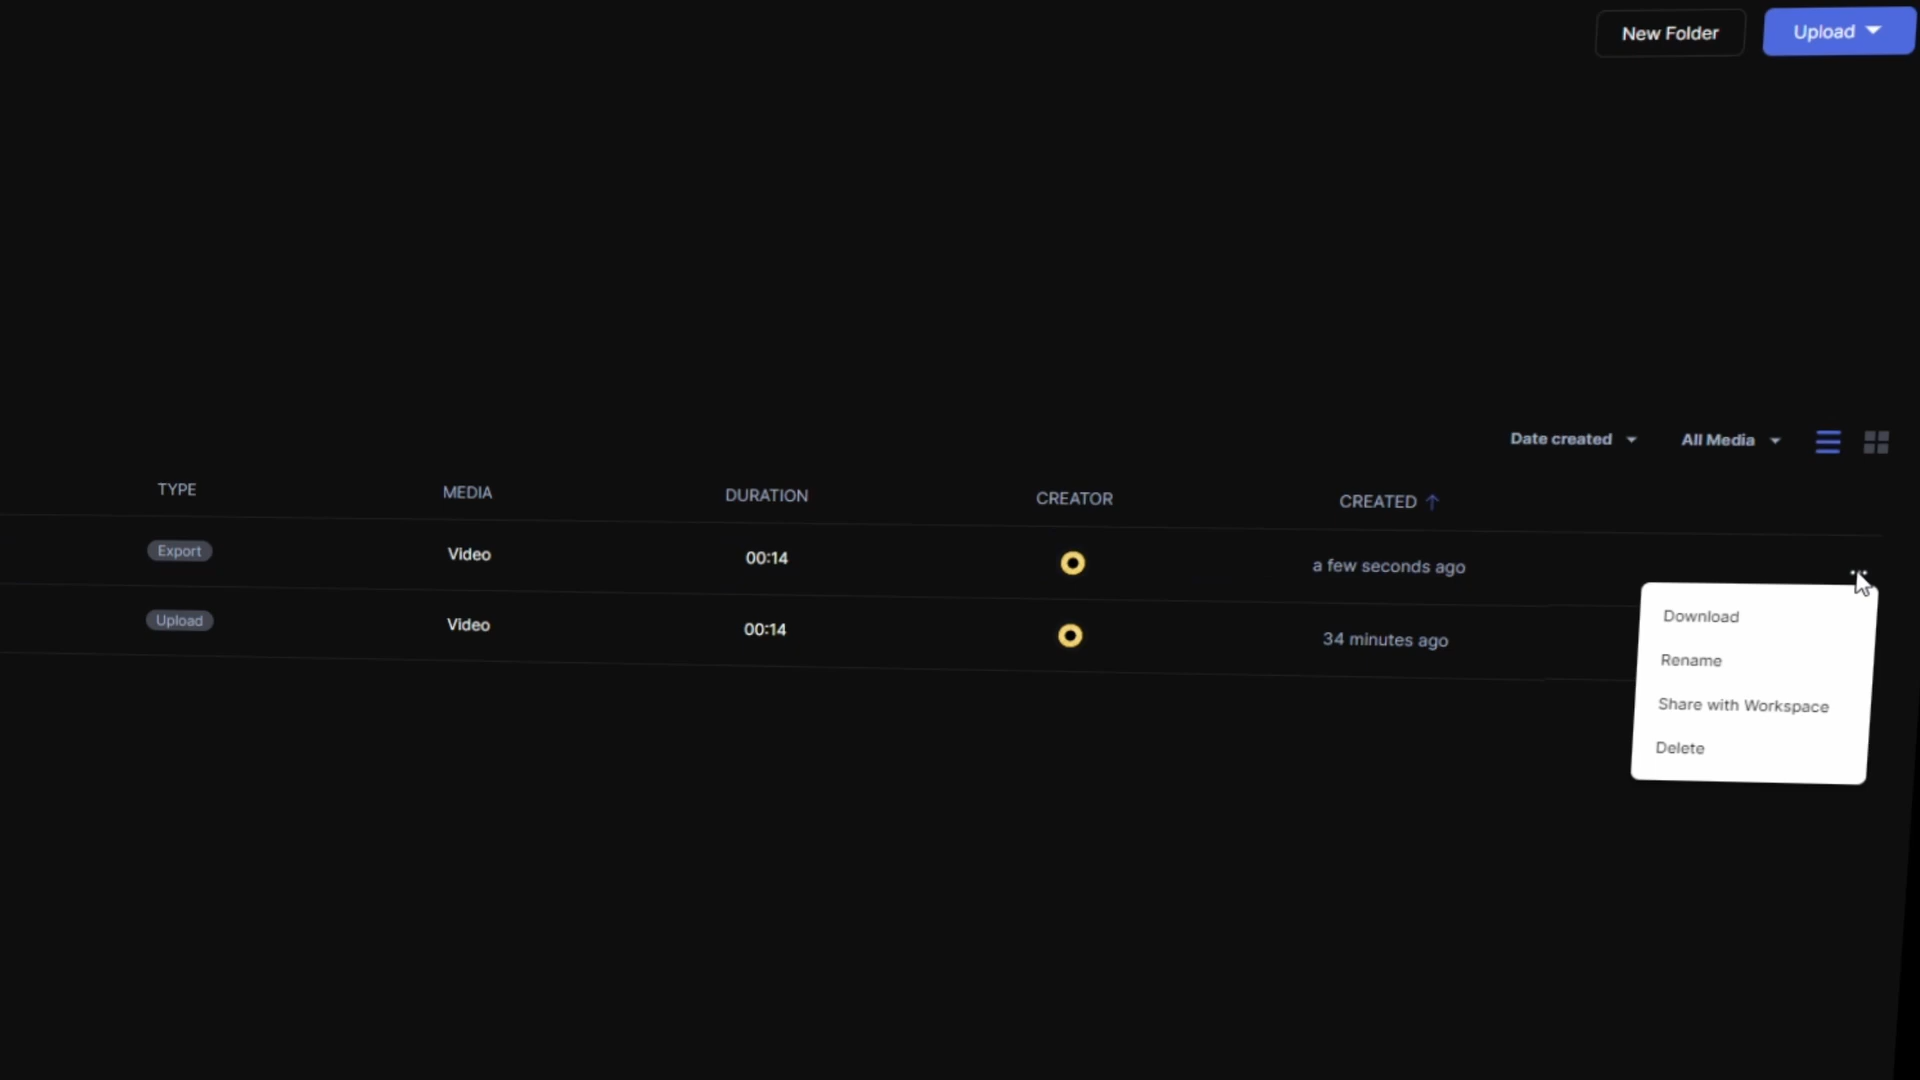 New Folder
Upload
Date created
All Media
TYPE
MEDIA
DURATION
CREATOR
CREATED
Export
Video
00:14
a few seconds ago
Upload
Video
00:14
34 minutes ago
Download
Rename
Share with Workspace
Delete